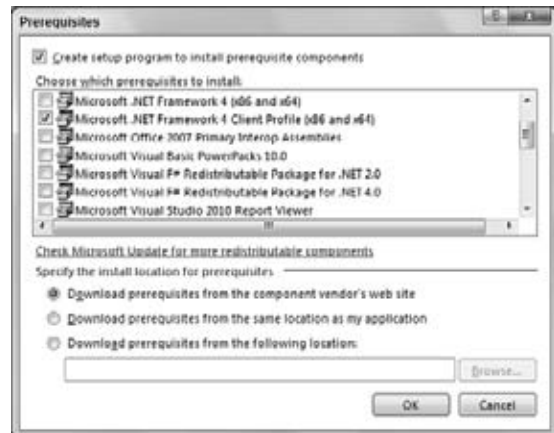 Prerequisites
Create setup program to install prerequisite components
Choose which prerequisites to install:
Microsoft .NET Framework 4 (x86 and x64)
Microsoft .NET Framework 4 Client Profile (x86 and x64)
Microsoft Office 2007 Primary Interop Assemblies
Microsoft Visual Basic PowerPacks 10.0
Microsoft Visual F# Redistributable Package for .NET 2.0
Microsoft Visual F# Redistributable Package for .NET 4.0
Microsoft Visual Studio 2010 Report Viewer
Check Microsoft Update for more redistributable components
Specify the install location for prerequisites
Download prerequisites from the component vendor's web site
Download prerequisites from the same location as my application
Download prerequisites from the following location:
Browse...
OK Cancel